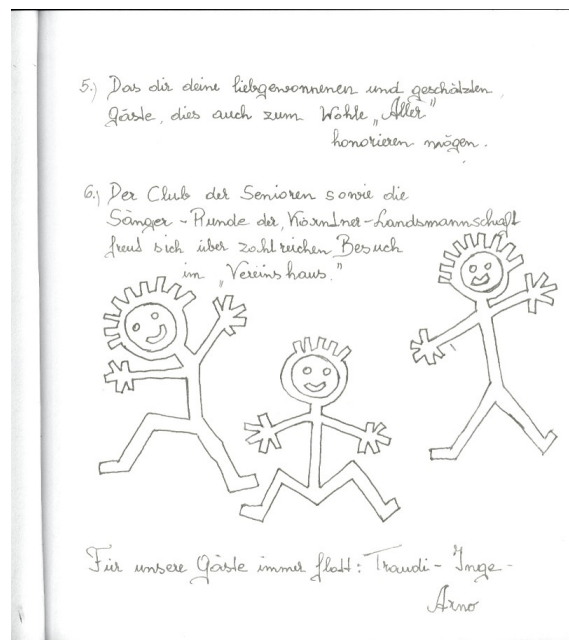 5.) Das dir deine liebgewonnenen und geschätzten
Gäste, dies auch zum Wohle „Aller“
honorieren mögen.
6.) Der Club der Senioren sowie die
Sänger-Runde der, Kärntner-Landsmannschaft
freut sich über zahlreichen Besuch
im „Vereinshaus.“
Für unsere Gäste immer flott: Traudi - Inge -
Arno